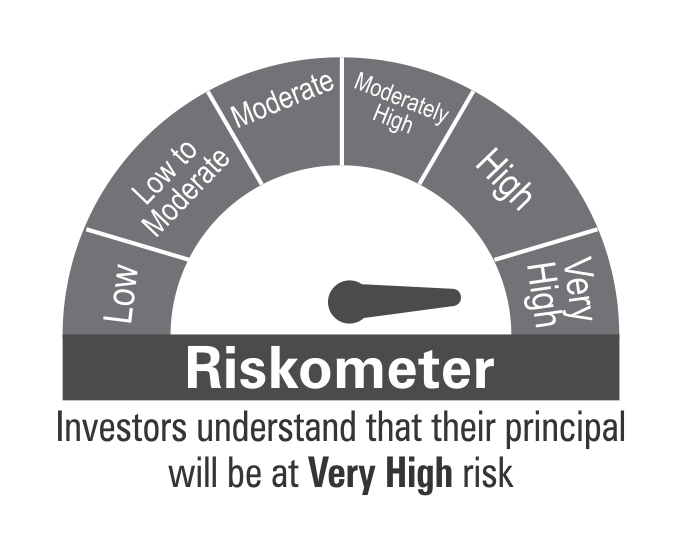 Low
Low to
Moderate
Moderate
Moderately
High
High
Very
High
Riskometer
Investors understand that their principal
will be at Very High risk